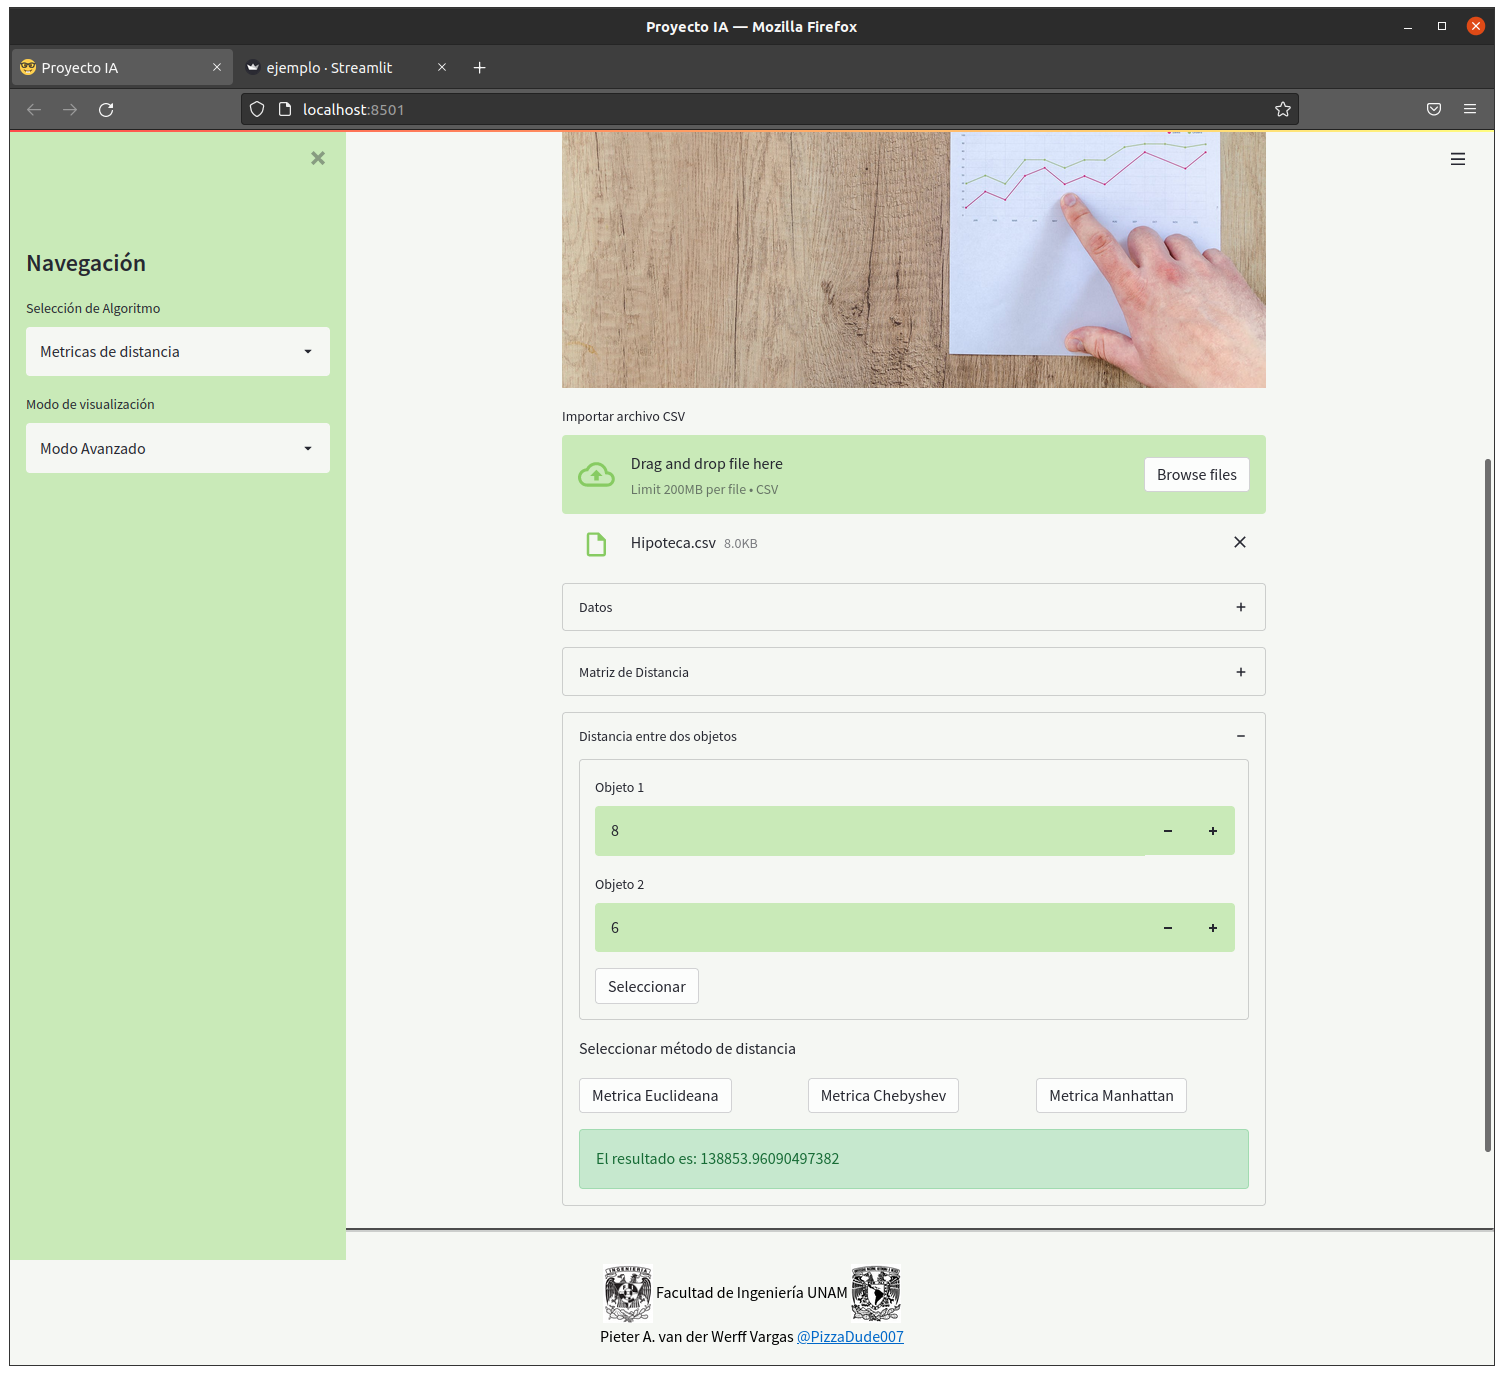 Proyecto IA — Mozilla Firefox
Proyecto IA
ejemplo · Streamlit
localhost:8501
Navegación
Selección de Algoritmo
Metricas de distancia
Modo de visualización
Modo Avanzado
Importar archivo CSV
Drag and drop file here
Limit 200MB per file • CSV
Browse files
Hipoteca.csv 8.0KB
Datos
Matriz de Distancia
Distancia entre dos objetos
Objeto 1
8
Objeto 2
6
Seleccionar
Seleccionar método de distancia
Metrica Euclideana
Metrica Chebyshev
Metrica Manhattan
El resultado es: 138853.96090497382
INGENIERIA
Facultad de Ingeniería UNAM
Pieter A. van der Werff Vargas @PizzaDude007